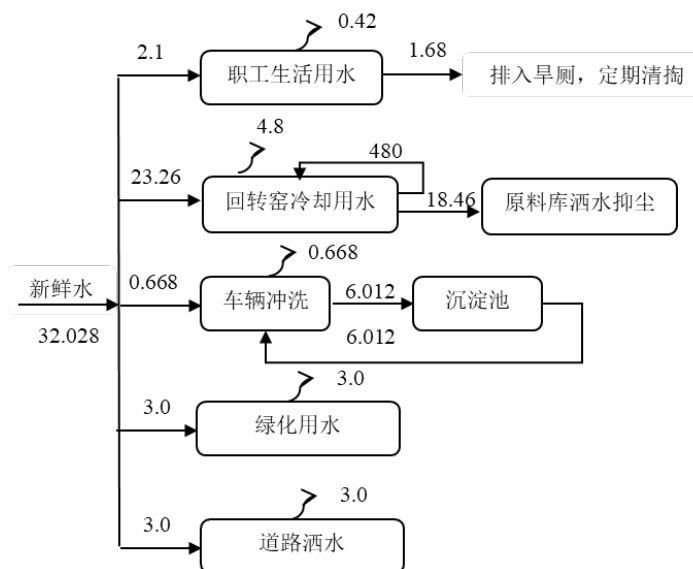 0.42
2.1
职工生活用水
1.68
排入旱厕，定期清掏
4.8
480
23.26
回转窑冷却用水
18.46
原料库洒水抑尘
0.668
新鲜水
0.668
车辆冲洗
6.012
沉淀池
32.028
6.012
3.0
3.0
绿化用水
3.0
3.0
道路洒水